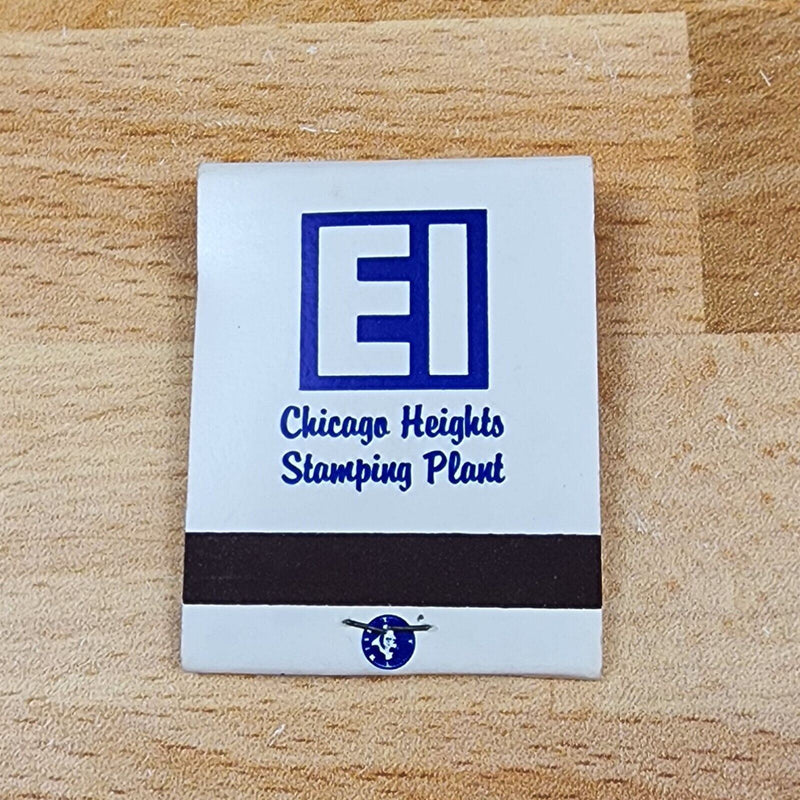 EI
Chicago Heights
Stamping Plant